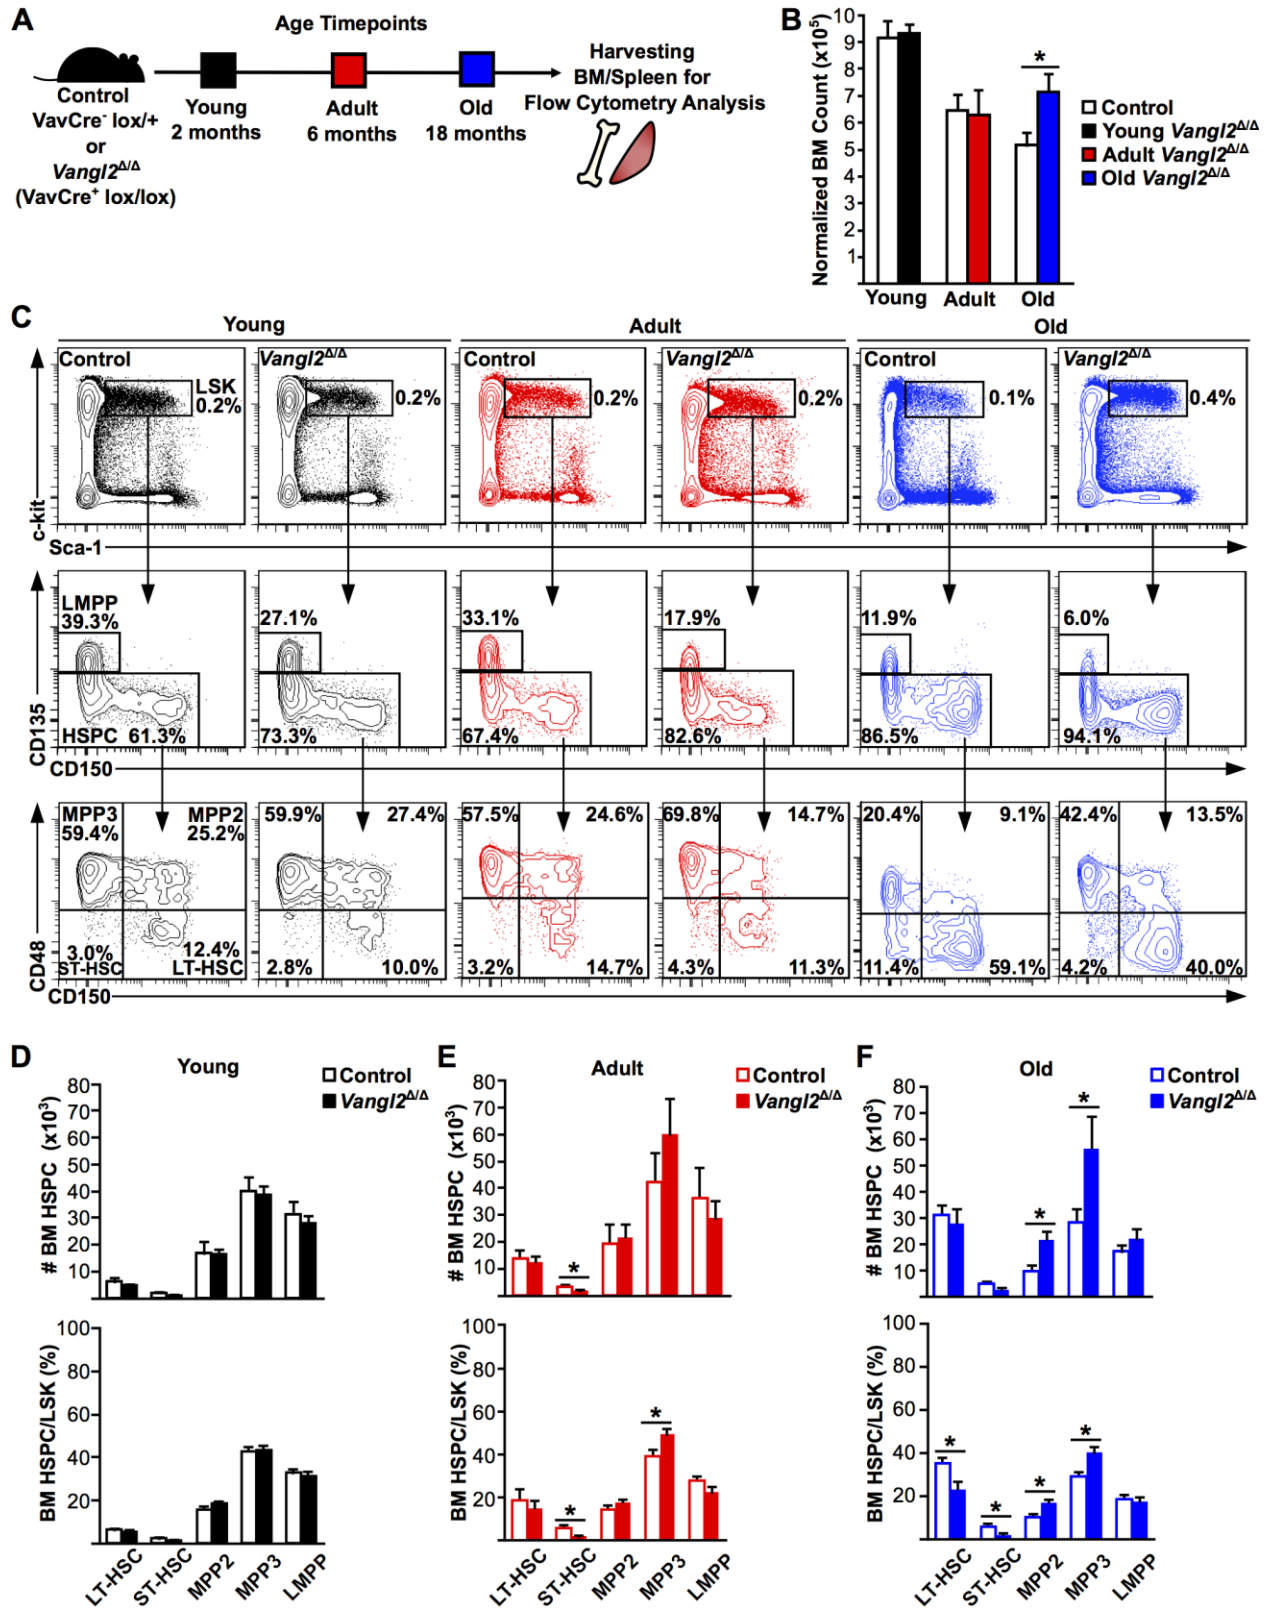 A
Age Timepoints
Control
VavCre⁻ lox/+
or
Vangl2Δ/Δ
(VavCre⁺ lox/lox)
Young
2 months
Adult
6 months
Old
18 months
Harvesting
BM/Spleen for
Flow Cytometry Analysis
B
Normalized BM Count (x10⁵)
10
9
8
7
6
5
4
3
2
1
*
Young
Adult
Old
Control
Young Vangl2Δ/Δ
Adult Vangl2Δ/Δ
Old Vangl2Δ/Δ
C
Young
Adult
Old
Control
Vangl2Δ/Δ
Control
Vangl2Δ/Δ
Control
Vangl2Δ/Δ
LSK
0.2%
0.2%
0.2%
0.2%
0.1%
0.4%
c-kit
Sca-1
LMPP
39.3%
27.1%
33.1%
17.9%
11.9%
6.0%
HSPC 61.3%
73.3%
67.4%
82.6%
86.5%
94.1%
CD135
CD150
MPP3
59.4%
MPP2
25.2%
59.9%
27.4%
57.5%
24.6%
69.8%
14.7%
20.4%
9.1%
42.4%
13.5%
3.0%
ST-HSC
12.4%
LT-HSC
2.8%
10.0%
3.2%
14.7%
4.3%
11.3%
11.4%
59.1%
4.2%
40.0%
CD48
CD150
D
Young
Control
Vangl2Δ/Δ
# BM HSPC (x10³)
80
70
60
50
40
30
20
10
BM HSPC/LSK (%)
100
80
60
40
20
LT-HSC
ST-HSC
MPP2
MPP3
LMPP
E
Adult
Control
Vangl2Δ/Δ
# BM HSPC (x10³)
80
70
60
50
40
30
20
10
*
BM HSPC/LSK (%)
100
80
60
40
20
*
*
LT-HSC
ST-HSC
MPP2
MPP3
LMPP
F
Old
Control
Vangl2Δ/Δ
# BM HSPC (x10³)
80
70
60
50
40
30
20
10
*
*
BM HSPC/LSK (%)
100
80
60
40
20
*
*
*
*
LT-HSC
ST-HSC
MPP2
MPP3
LMPP